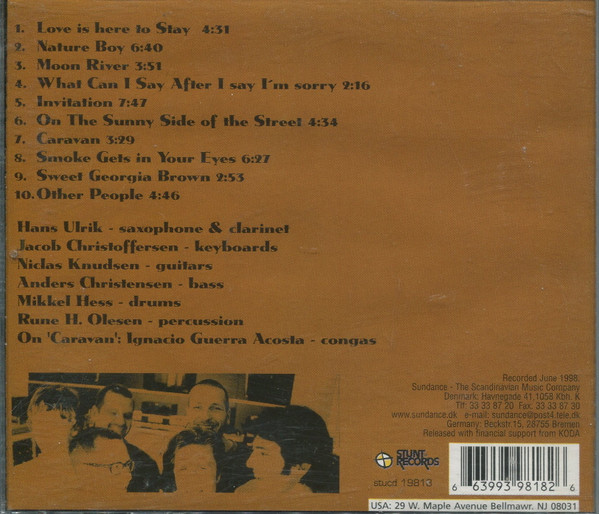 1. Love is here to Stay 4:31
2. Nature Boy 6:40
3. Moon River 3:51
4. What Can I Say After I say I'm sorry 2:16
5. Invitation 7:47
6. On The Sunny Side of the Street 4:34
7. Caravan 3:29
8. Smoke Gets in Your Eyes 6:27
9. Sweet Georgia Brown 2:53
10. Other People 4:46
Hans Ulrik - saxophone & clarinet
Jacob Christoffersen - keyboards
Niclas Knudsen - guitars
Anders Christensen - bass
Mikkel Hess - drums
Rune H. Olesen - percussion
On 'Caravan': Ignacio Guerra Acosta - congas
Recorded June 1998.
Sundance - The Scandinavian Music Company
Denmark: Havnegade 41,1058 Kbh. K
Tlf: 33 33 87 20 Fax. 33 33 87 30
www.sundance.dk e-mail: sundance@post4.tele.dk
Germany: Beckstr.15. 28755 Bremen
Released with financial support from KODA
STUNT
RECORDS
stucd 19813
6 63993 98182 6
USA: 29 W. Maple Avenue Bellmawr. NJ 08031